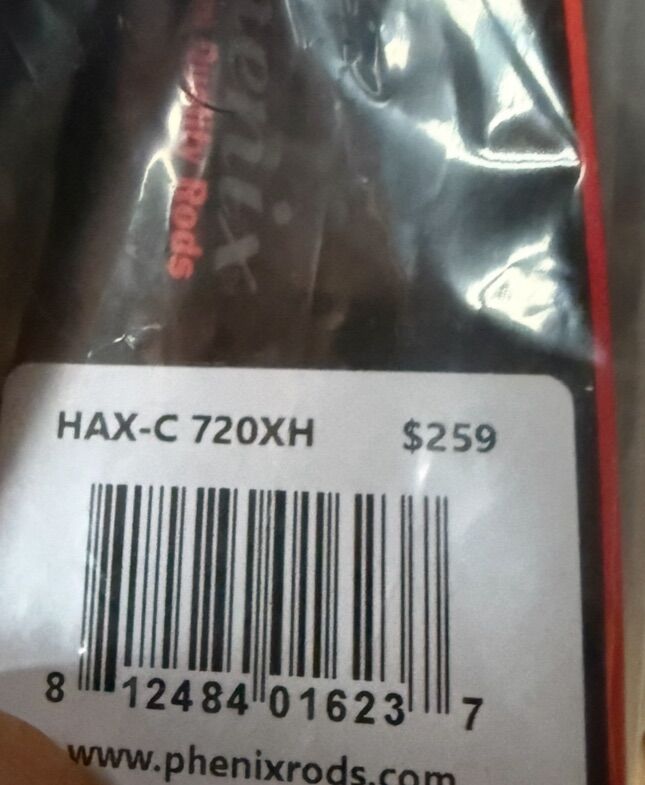 Rods
HAX-C 720XH $259
8 12484 01623 7
www.phenixrods.com